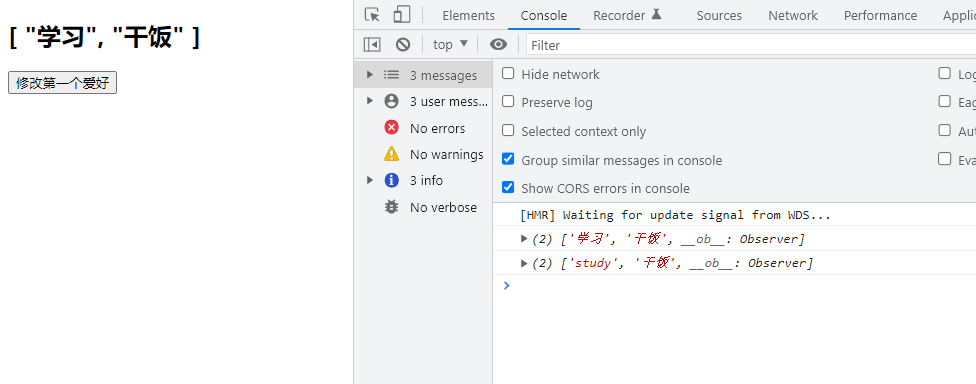 [ "学习", "干饭" ]
修改第一个爱好
Elements Console Recorder Sources Network Performance Appli
top Filter
3 messages
3 user mess...
No errors
No warnings
3 info
No verbose
Hide network
Preserve log
Selected context only
Group similar messages in console
Show CORS errors in console
Log
Eag
Aut
Eva
[HMR] Waiting for update signal from WDS...
(2) ['学习', '干饭', __ob__: Observer]
(2) ['study', '干饭', __ob__: Observer]